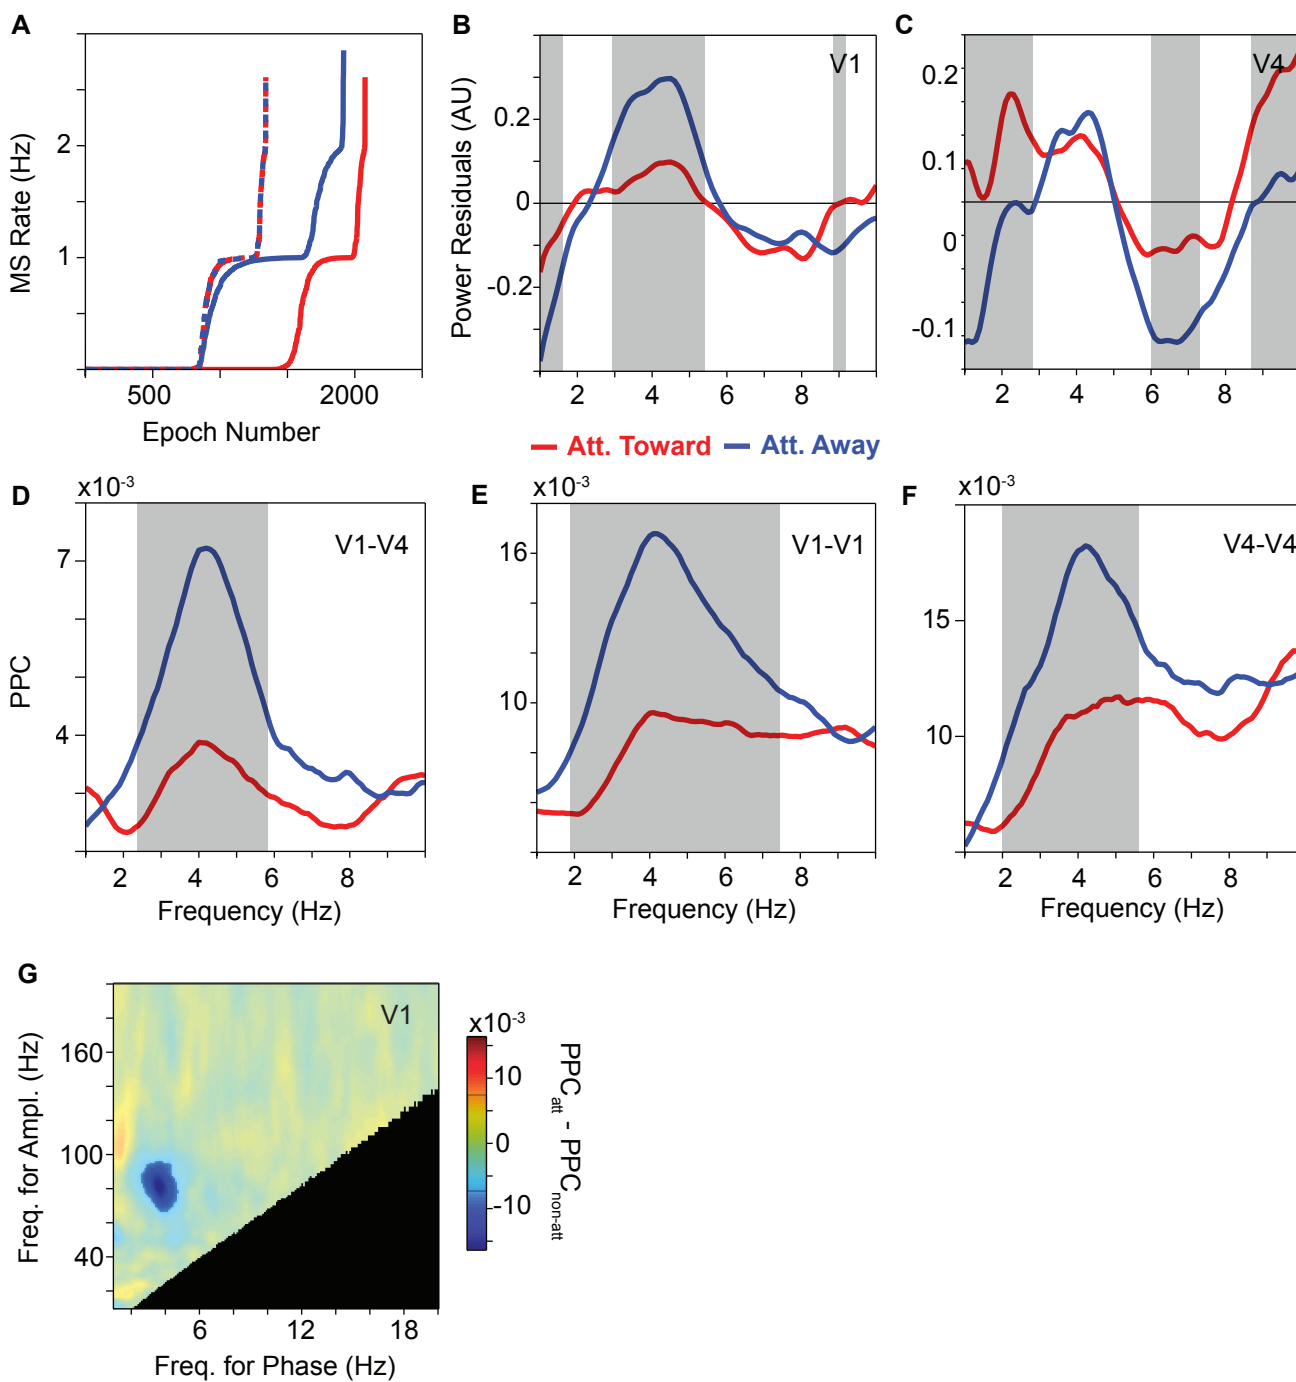 A
B
C
MS Rate (Hz)
2
1
0
500
2000
Epoch Number
Power Residuals (AU)
V1
0.2
0
-0.2
2
4
6
8
V4
0.2
0.1
0
-0.1
2
4
6
8
Att. Toward
Att. Away
D
E
F
x10-3
x10-3
x10-3
PPC
7
4
V1-V4
2
4
6
8
Frequency (Hz)
16
10
V1-V1
2
4
6
8
Frequency (Hz)
15
10
V4-V4
2
4
6
8
Frequency (Hz)
G
Freq. for Ampl. (Hz)
160
100
40
V1
6
12
18
Freq. for Phase (Hz)
x10-3
10
0
-10
PPCatt - PPCnon-att